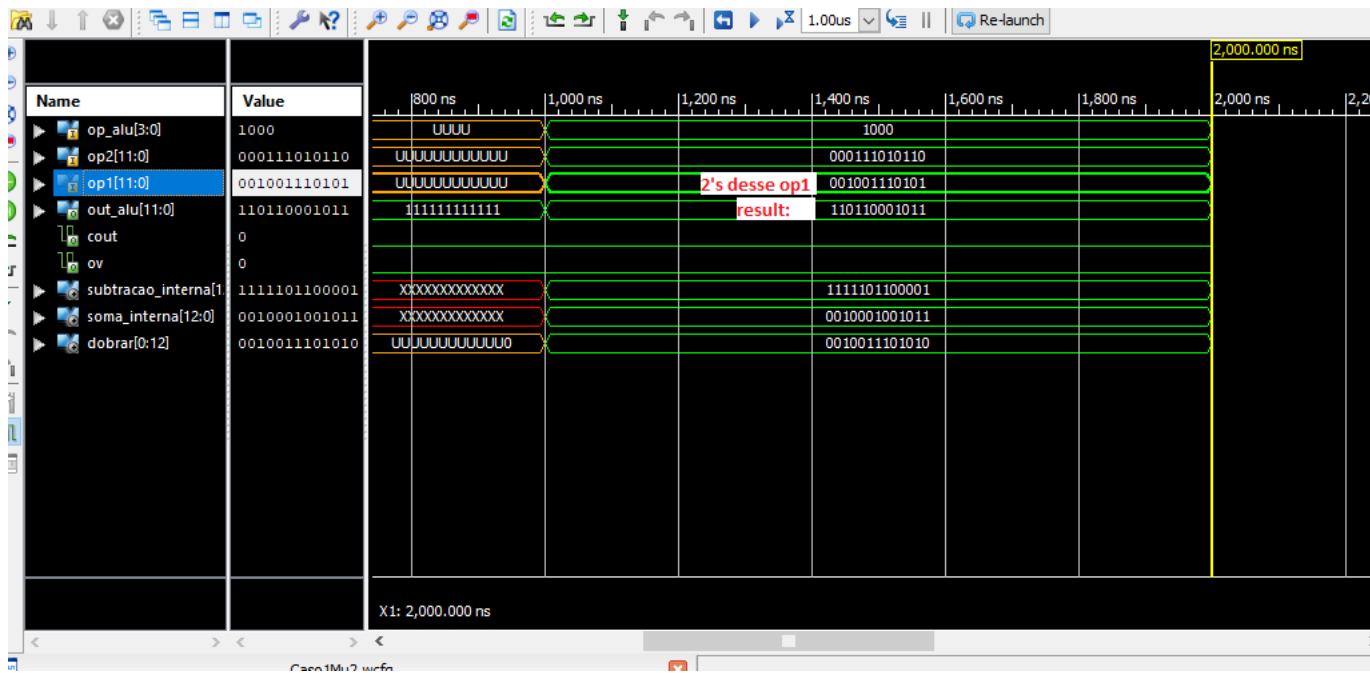 1.00us Re-launch
2,000.000 ns
Name Value 800 ns 1,000 ns 1,200 ns 1,400 ns 1,600 ns 1,800 ns 2,000 ns 2,2
op_alu[3:0] 1000 UUUU 1000
op2[11:0] 000111010110 UUUUUUUUUUUU 000111010110
op1[11:0] 001001110101 UUUUUUUUUUUU 2's desse op1 001001110101
out_alu[11:0] 110110001011 111111111111 result: 110110001011
cout 0
ov 0
subtracao_interna[1 1111101100001 XXXXXXXXXXXXX 1111101100001
soma_interna[12:0] 0010001001011 XXXXXXXXXXXXX 0010001001011
dobrar[0:12] 0010011101010 UUUUUUUUUUUU0 0010011101010
X1: 2,000.000 ns